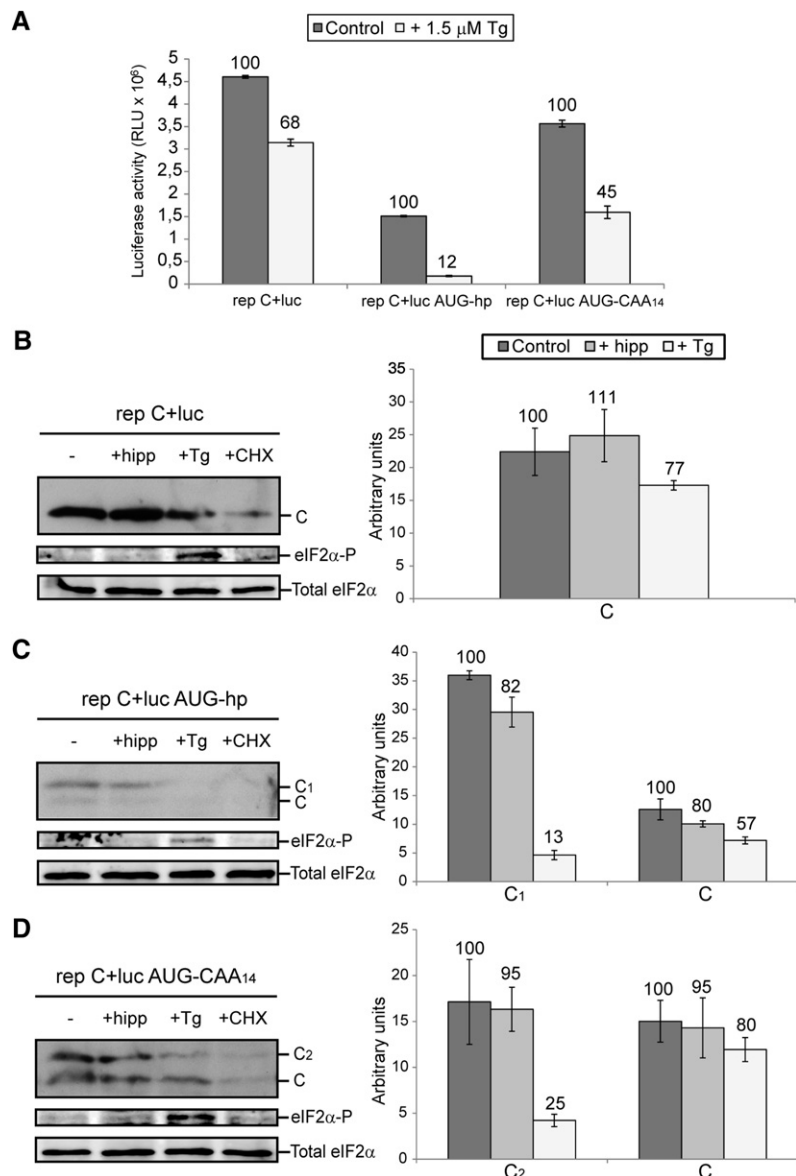 A
Control + 1.5 μM Tg
Luciferase activity (RLU x 10⁶)
4,5
4
3,5
3
2,5
2
1,5
1
0,5
0
100
68
100
12
100
45
rep C+luc
rep C+luc AUG-hp
rep C+luc AUG-CAA₁₄
B
rep C+luc
- +hipp +Tg +CHX
C
eIF2α-P
Total eIF2α
Control + hipp + Tg
Arbitrary units
35
30
25
20
15
10
5
0
100
111
77
C
C
rep C+luc AUG-hp
- +hipp +Tg +CHX
C₁
C
eIF2α-P
Total eIF2α
Arbitrary units
40
35
30
25
20
15
10
5
0
100
82
13
100
80
57
C₁
C
D
rep C+luc AUG-CAA₁₄
- +hipp +Tg +CHX
C₂
C
eIF2α-P
Total eIF2α
Arbitrary units
25
20
15
10
5
0
100
95
25
100
95
80
C₂
C